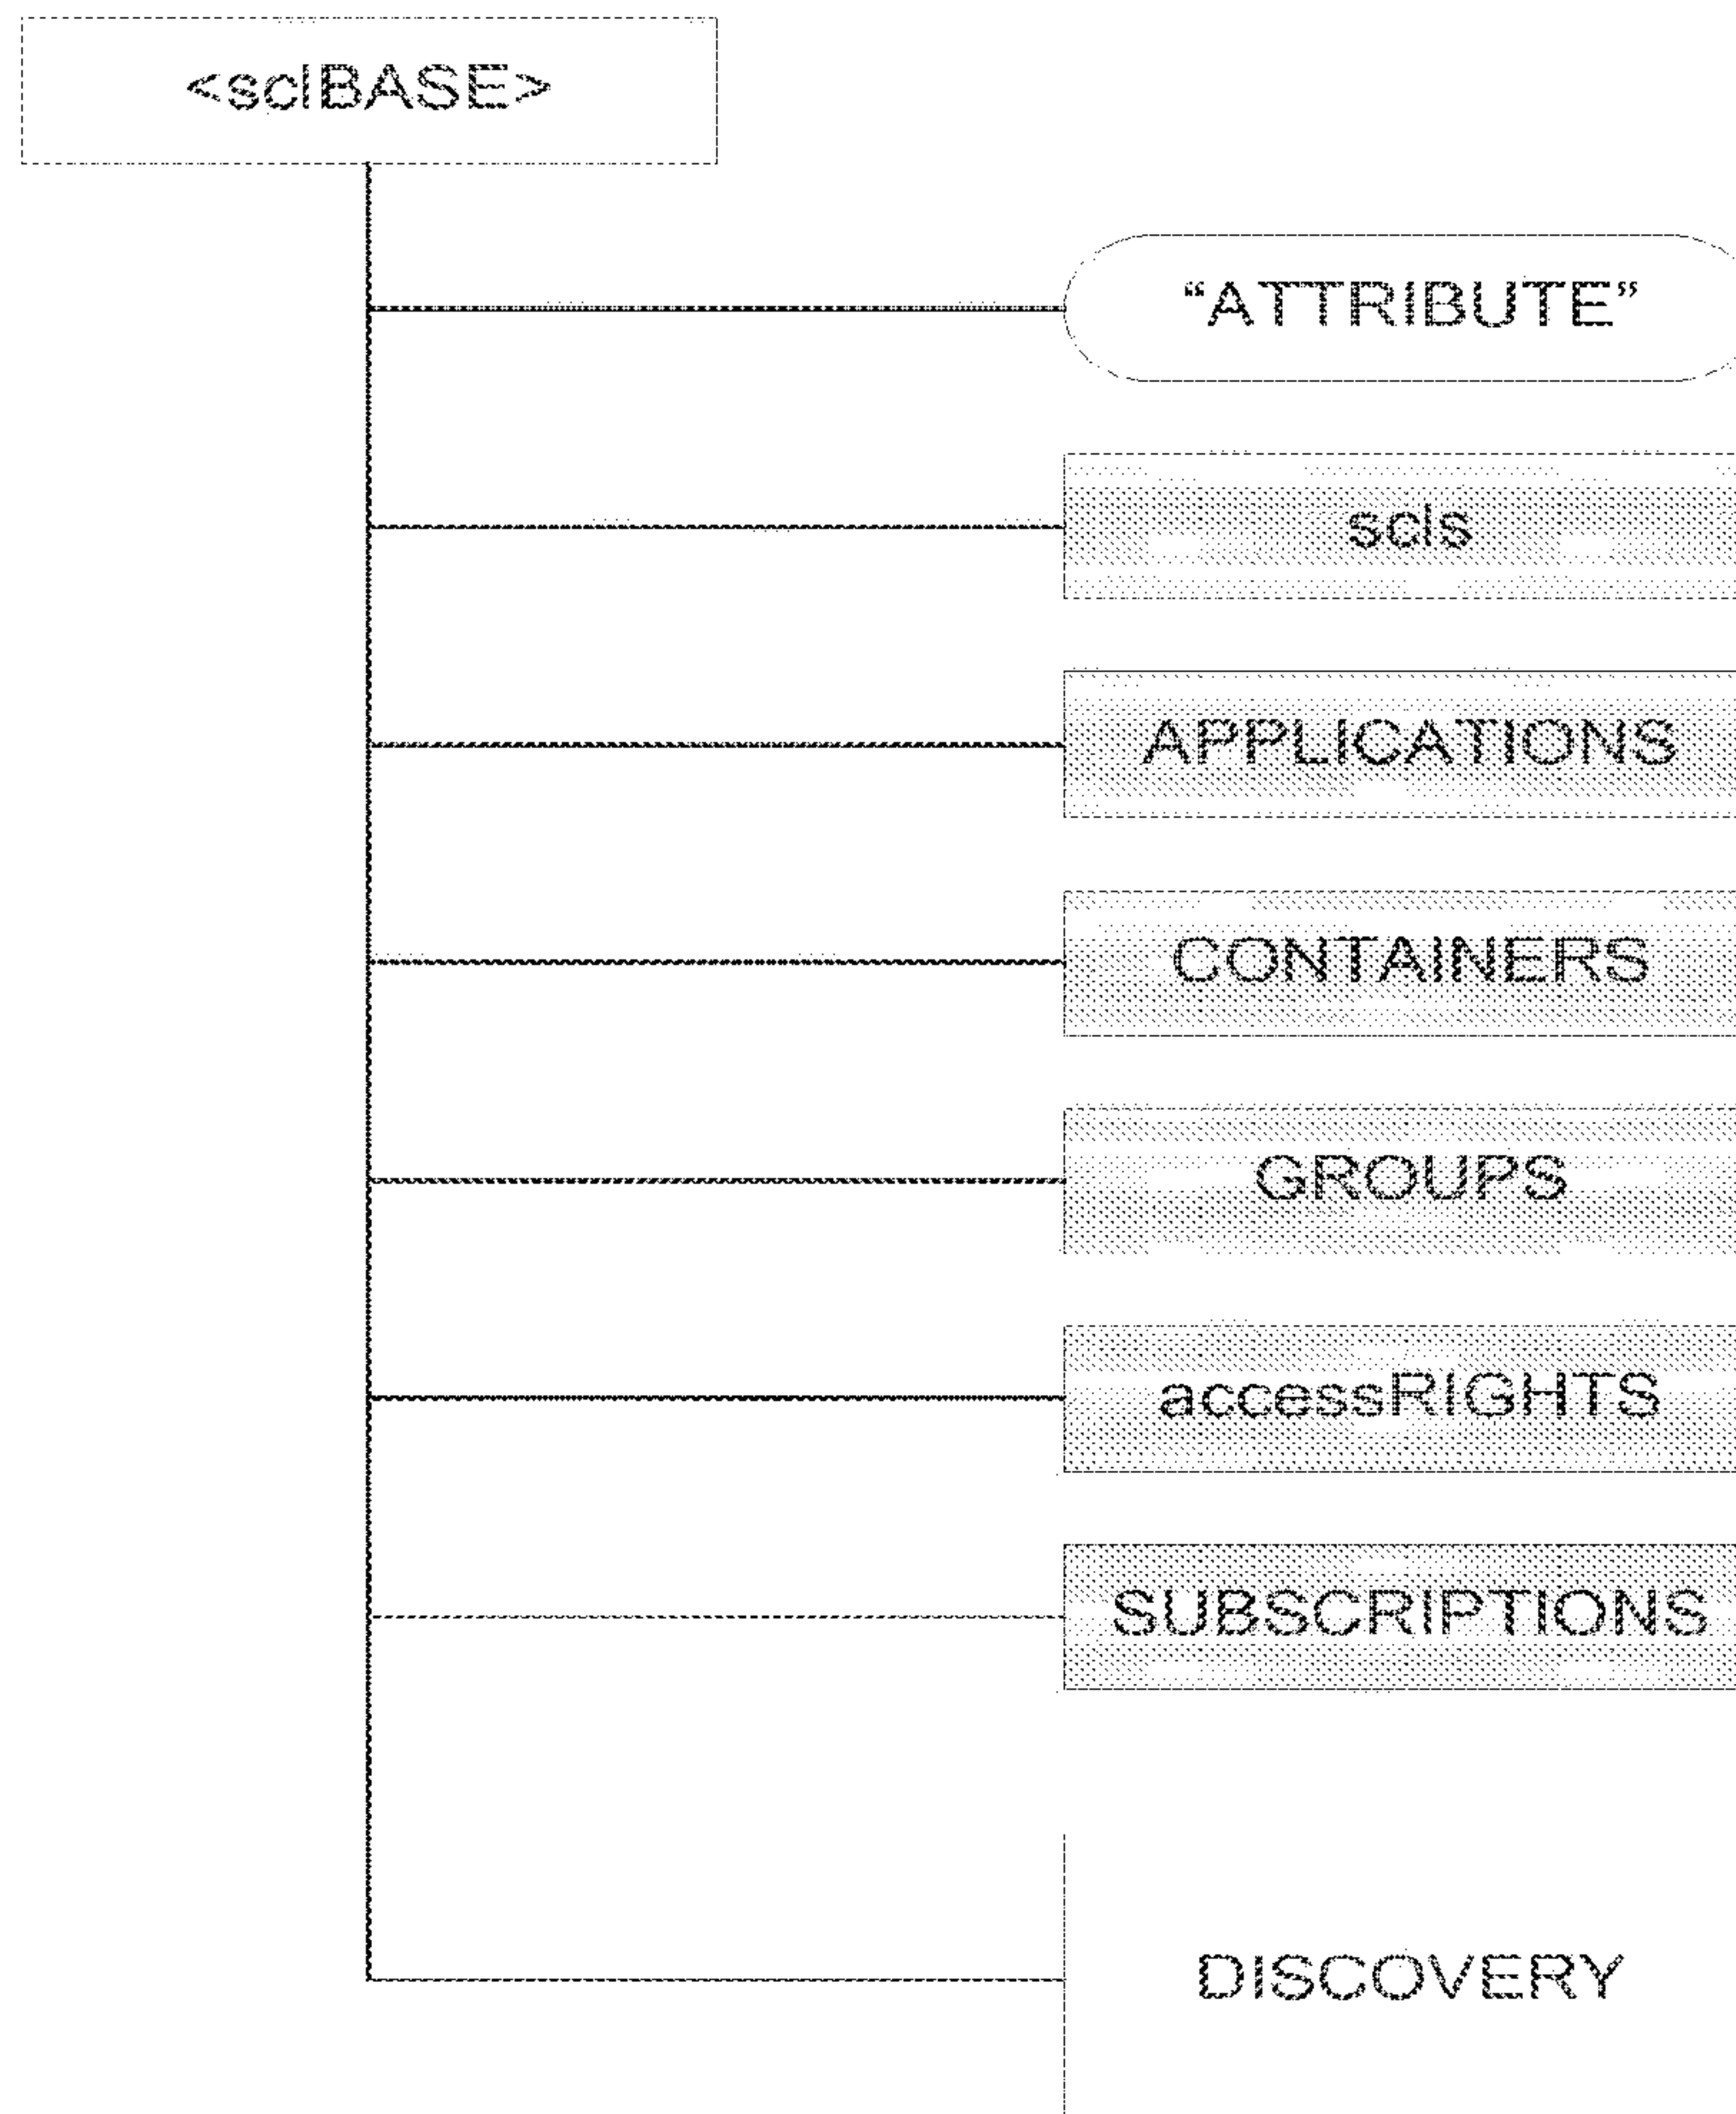 <sclBASE>
“ATTRIBUTE”
scls
APPLICATIONS
CONTAINERS
GROUPS
accessRIGHTS
SUBSCRIPTIONS
DISCOVERY